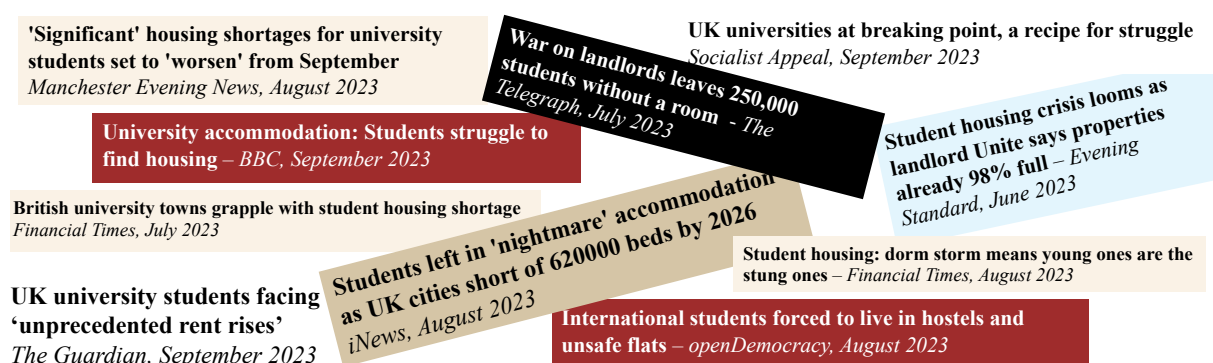 'Significant' housing shortages for university
students set to 'worsen' from September
Manchester Evening News, August 2023
War on landlords leaves 250,000
students without a room - The
Telegraph, July 2023
UK universities at breaking point, a recipe for struggle
Socialist Appeal, September 2023
University accommodation: Students struggle to
find housing – BBC, September 2023
Student housing crisis looms as
landlord Unite says properties
already 98% full – Evening
Standard, June 2023
British university towns grapple with student housing shortage
Financial Times, July 2023
Students left in 'nightmare' accommodation
as UK cities short of 620000 beds by 2026
iNews, August 2023
Student housing: dorm storm means young ones are the
stung ones – Financial Times, August 2023
UK university students facing
‘unprecedented rent rises’
The Guardian, September 2023
International students forced to live in hostels and
unsafe flats – openDemocracy, August 2023